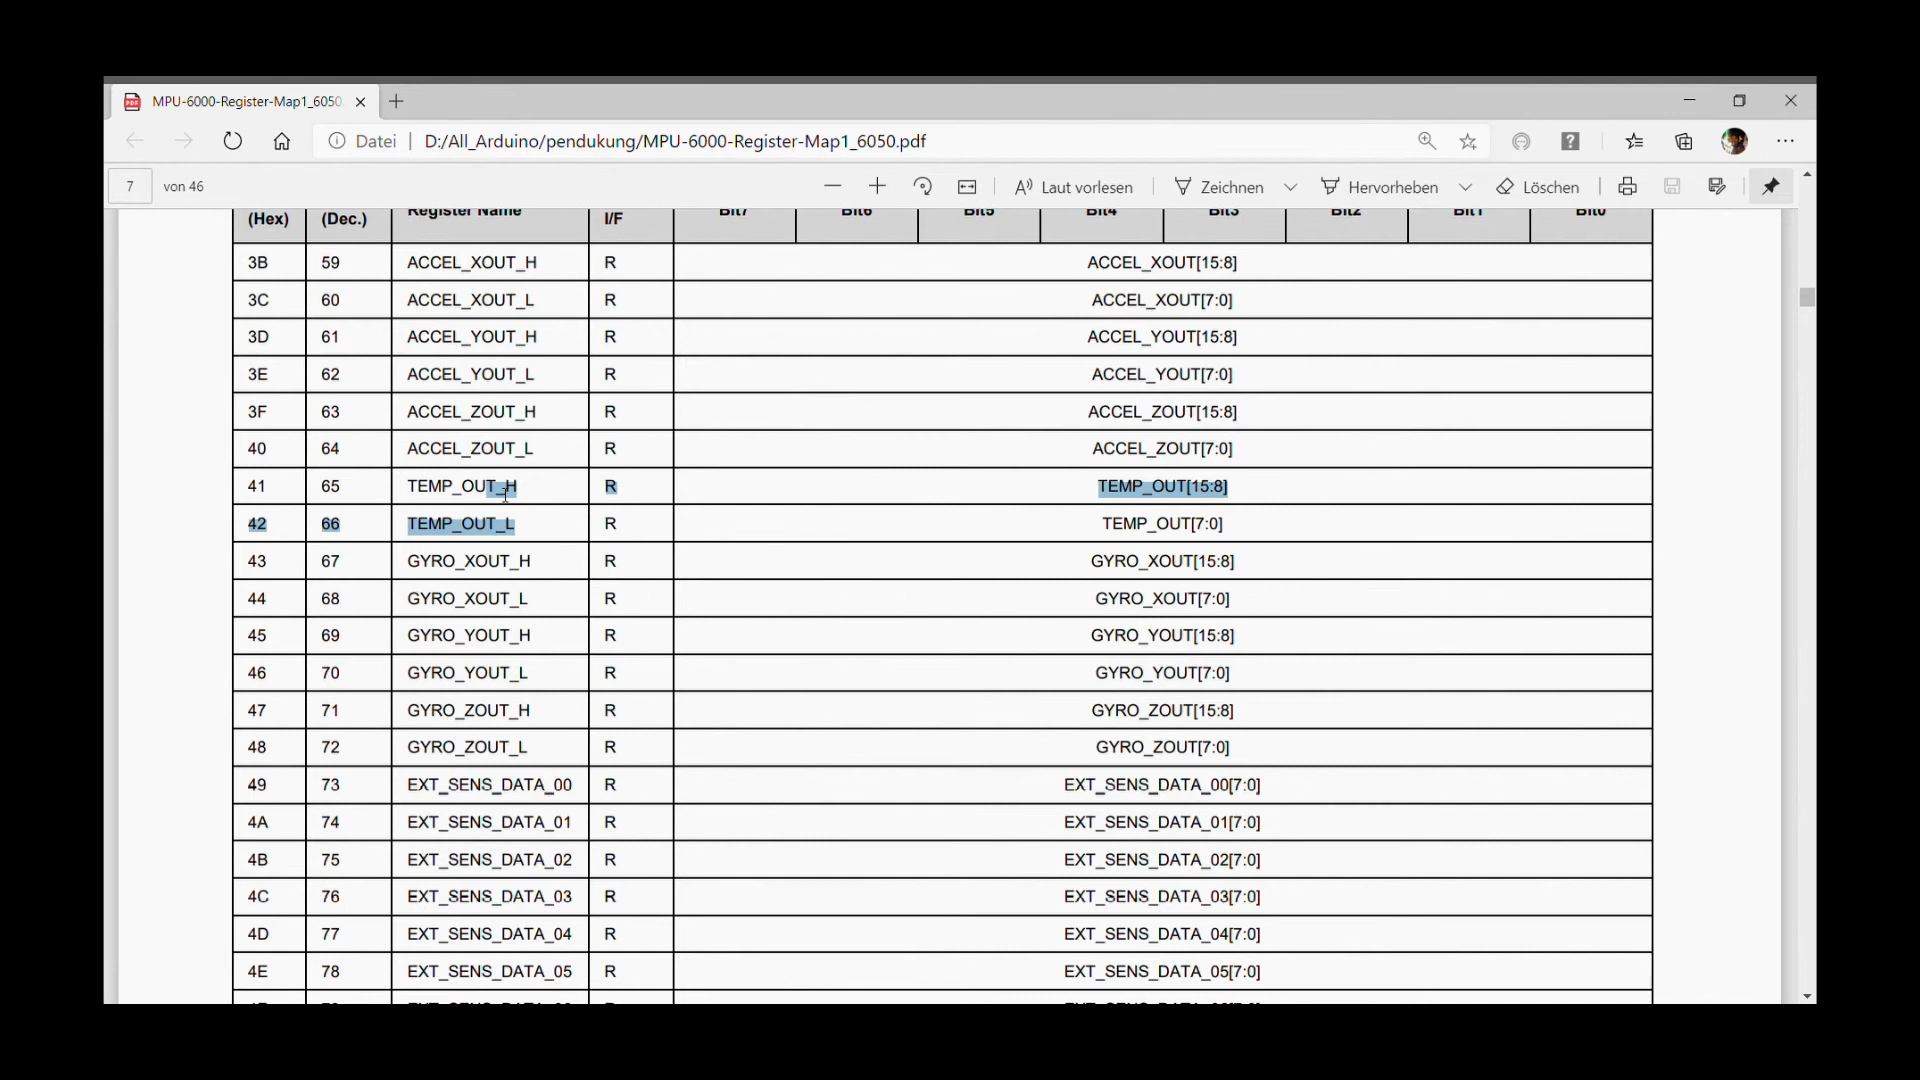 MPU-6000-Register-Map1_6050.
Datei | D:/All_Arduino/pendukung/MPU-6000-Register-Map1_6050.pdf
7 von 46 Laut vorlesen Zeichnen Hervorheben Löschen
(Hex) (Dec.) Register Name I/F Bit7 Bit6 Bit5 Bit4 Bit3 Bit2 Bit1 Bit0
3B 59 ACCEL_XOUT_H R ACCEL_XOUT[15:8]
3C 60 ACCEL_XOUT_L R ACCEL_XOUT[7:0]
3D 61 ACCEL_YOUT_H R ACCEL_YOUT[15:8]
3E 62 ACCEL_YOUT_L R ACCEL_YOUT[7:0]
3F 63 ACCEL_ZOUT_H R ACCEL_ZOUT[15:8]
40 64 ACCEL_ZOUT_L R ACCEL_ZOUT[7:0]
41 65 TEMP_OUT_H R TEMP_OUT[15:8]
42 66 TEMP_OUT_L R TEMP_OUT[7:0]
43 67 GYRO_XOUT_H R GYRO_XOUT[15:8]
44 68 GYRO_XOUT_L R GYRO_XOUT[7:0]
45 69 GYRO_YOUT_H R GYRO_YOUT[15:8]
46 70 GYRO_YOUT_L R GYRO_YOUT[7:0]
47 71 GYRO_ZOUT_H R GYRO_ZOUT[15:8]
48 72 GYRO_ZOUT_L R GYRO_ZOUT[7:0]
49 73 EXT_SENS_DATA_00 R EXT_SENS_DATA_00[7:0]
4A 74 EXT_SENS_DATA_01 R EXT_SENS_DATA_01[7:0]
4B 75 EXT_SENS_DATA_02 R EXT_SENS_DATA_02[7:0]
4C 76 EXT_SENS_DATA_03 R EXT_SENS_DATA_03[7:0]
4D 77 EXT_SENS_DATA_04 R EXT_SENS_DATA_04[7:0]
4E 78 EXT_SENS_DATA_05 R EXT_SENS_DATA_05[7:0]